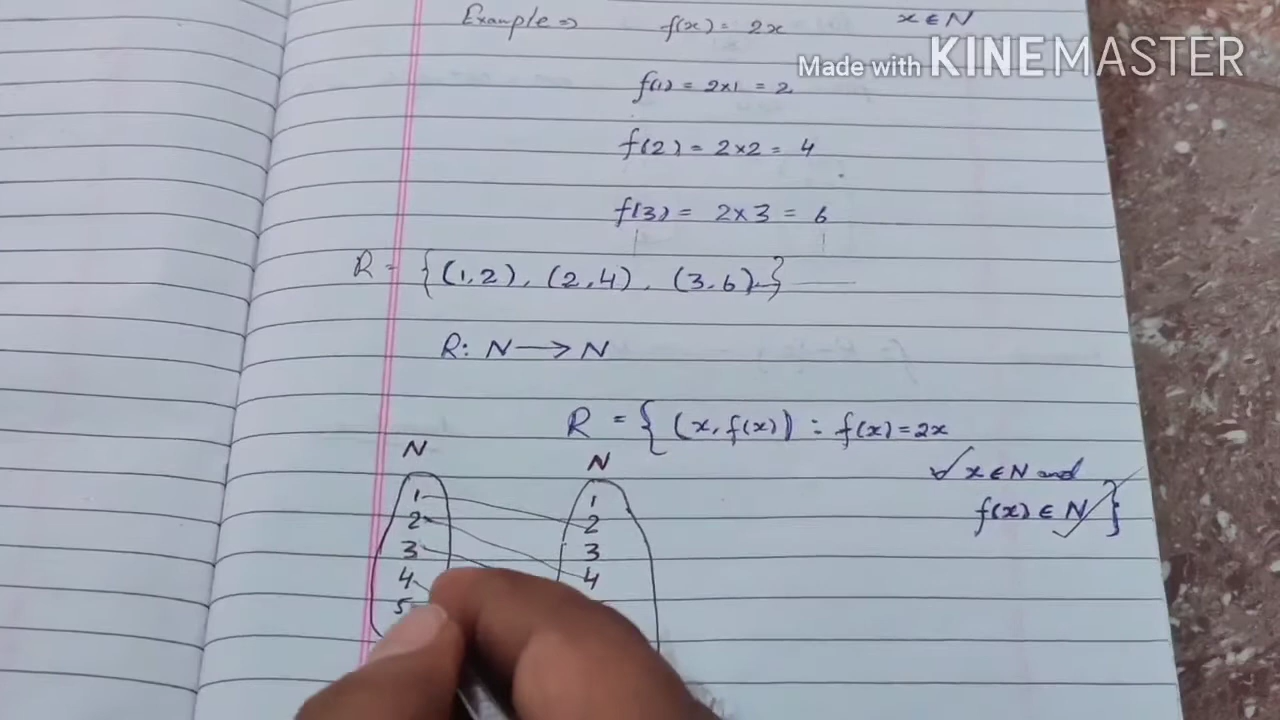 Example ⇒ f(x) = 2x x ∈ N
Made with KINEMASTER
f(1) = 2×1 = 2
f(2) = 2×2 = 4
f(3) = 2×3 = 6
R = {(1,2), (2,4), (3,6)}
R: N → N
R = { (x, f(x)) : f(x) = 2x
∀ x ∈ N and
f(x) ∈ N }
N N
1 1
2 2
3 3
4 4
5